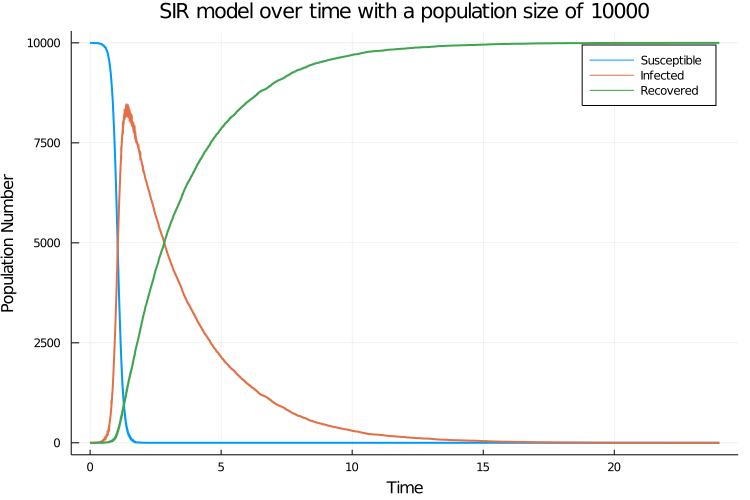 SIR model over time with a population size of 10000
Population Number
10000
7500
5000
2500
0
Susceptible
Infected
Recovered
0 5 10 15 20
Time